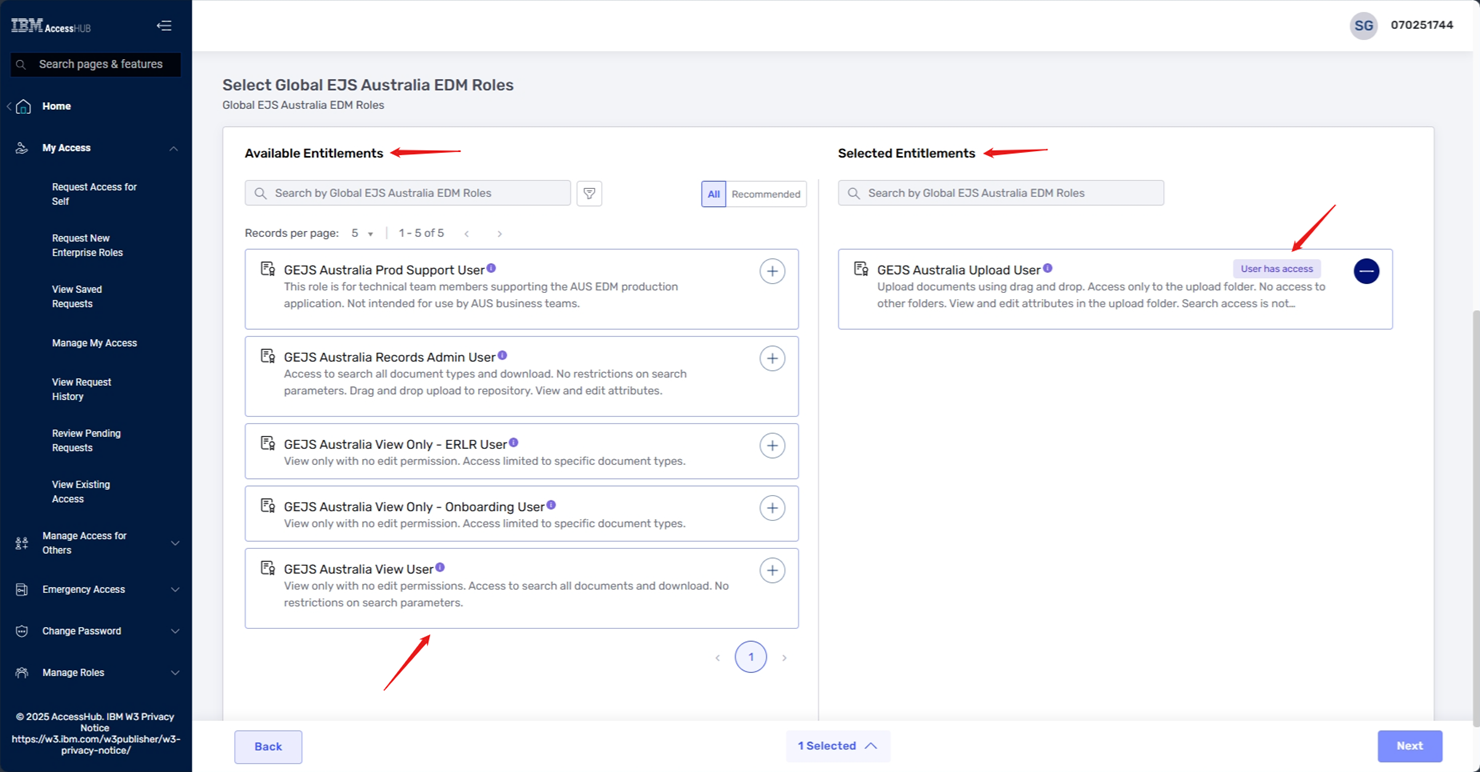 IBM AccessHUB
Search pages & features
Home
My Access
Request Access for
Self
Request New
Enterprise Roles
View Saved
Requests
Manage My Access
View Request
History
Review Pending
Requests
View Existing
Access
Manage Access for
Others
Emergency Access
Change Password
Manage Roles
© 2025 AccessHub. IBM W3 Privacy
Notice
https://w3.ibm.com/w3publisher/w3-
privacy-notice/
SG 070251744
Select Global EJS Australia EDM Roles
Global EJS Australia EDM Roles
Available Entitlements
Search by Global EJS Australia EDM Roles
All Recommended
Records per page: 5 1 - 5 of 5
GEJS Australia Prod Support User
This role is for technical team members supporting the AUS EDM production
application. Not intended for use by AUS business teams.
GEJS Australia Records Admin User
Access to search all document types and download. No restrictions on search
parameters. Drag and drop upload to repository. View and edit attributes.
GEJS Australia View Only - ERLR User
View only with no edit permission. Access limited to specific document types.
GEJS Australia View Only - Onboarding User
View only with no edit permission. Access limited to specific document types.
GEJS Australia View User
View only with no edit permissions. Access to search all documents and download. No
restrictions on search parameters.
1
Selected Entitlements
Search by Global EJS Australia EDM Roles
GEJS Australia Upload User
User has access
Upload documents using drag and drop. Access only to the upload folder. No access to
other folders. View and edit attributes in the upload folder. Search access is not...
Back
1 Selected
Next